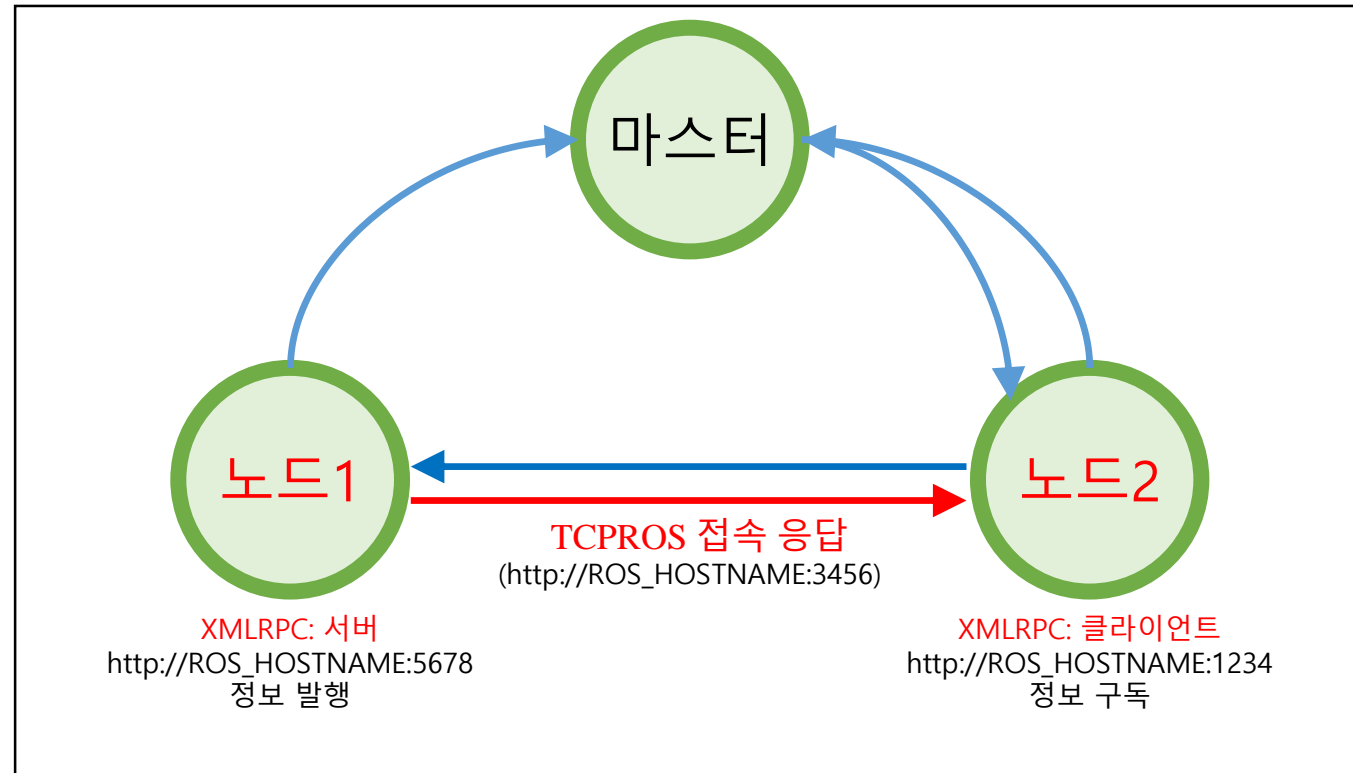 마스터
노드1
노드2
TCPROS 접속 응답
(http://ROS_HOSTNAME:3456)
XMLRPC: 서버
http://ROS_HOSTNAME:5678
정보 발행
XMLRPC: 클라이언트
http://ROS_HOSTNAME:1234
정보 구독